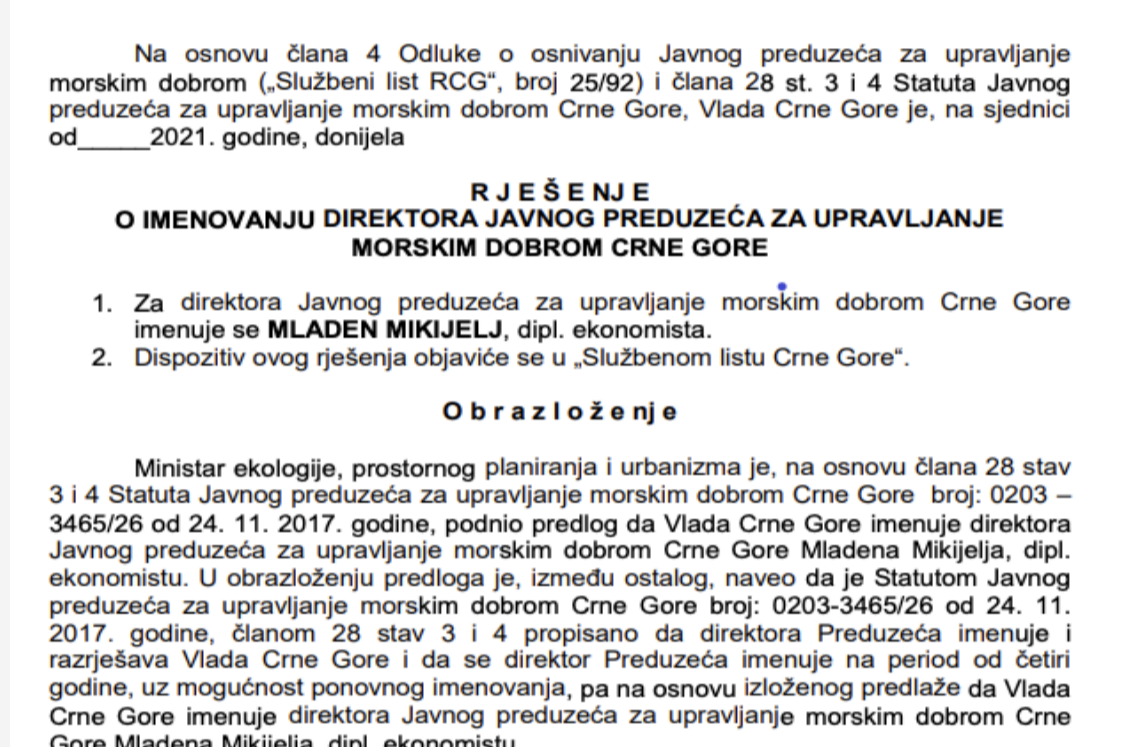 Na osnovu člana 4 Odluke o osnivanju Javnog preduzeća za upravljanje
morskim dobrom („Službeni list RCG“, broj 25/92) i člana 28 st. 3 i 4 Statuta Javnog
preduzeća za upravljanje morskim dobrom Crne Gore, Vlada Crne Gore je, na sjednici
od_____2021. godine, donijela
R J E Š E NJ E
O IMENOVANJU DIREKTORA JAVNOG PREDUZEĆA ZA UPRAVLJANJE
MORSKIM DOBROM CRNE GORE
1. Za direktora Javnog preduzeća za upravljanje morskim dobrom Crne Gore
imenuje se MLADEN MIKIJELJ, dipl. ekonomista.
2. Dispozitiv ovog rješenja objaviće se u „Službenom listu Crne Gore“.
O b r a z l o ž e nj e
Ministar ekologije, prostornog planiranja i urbanizma je, na osnovu člana 28 stav
3 i 4 Statuta Javnog preduzeća za upravljanje morskim dobrom Crne Gore broj: 0203 –
3465/26 od 24. 11. 2017. godine, podnio predlog da Vlada Crne Gore imenuje direktora
Javnog preduzeća za upravljanje morskim dobrom Crne Gore Mladena Mikijelja, dipl.
ekonomistu. U obrazloženju predloga je, između ostalog, naveo da je Statutom Javnog
preduzeća za upravljanje morskim dobrom Crne Gore broj: 0203-3465/26 od 24. 11.
2017. godine, članom 28 stav 3 i 4 propisano da direktora Preduzeća imenuje i
razrješava Vlada Crne Gore i da se direktor Preduzeća imenuje na period od četiri
godine, uz mogućnost ponovnog imenovanja, pa na osnovu izloženog predlaže da Vlada
Crne Gore imenuje direktora Javnog preduzeća za upravljanje morskim dobrom Crne
Gore Mladena Mikijelja, dipl. ekonomistu